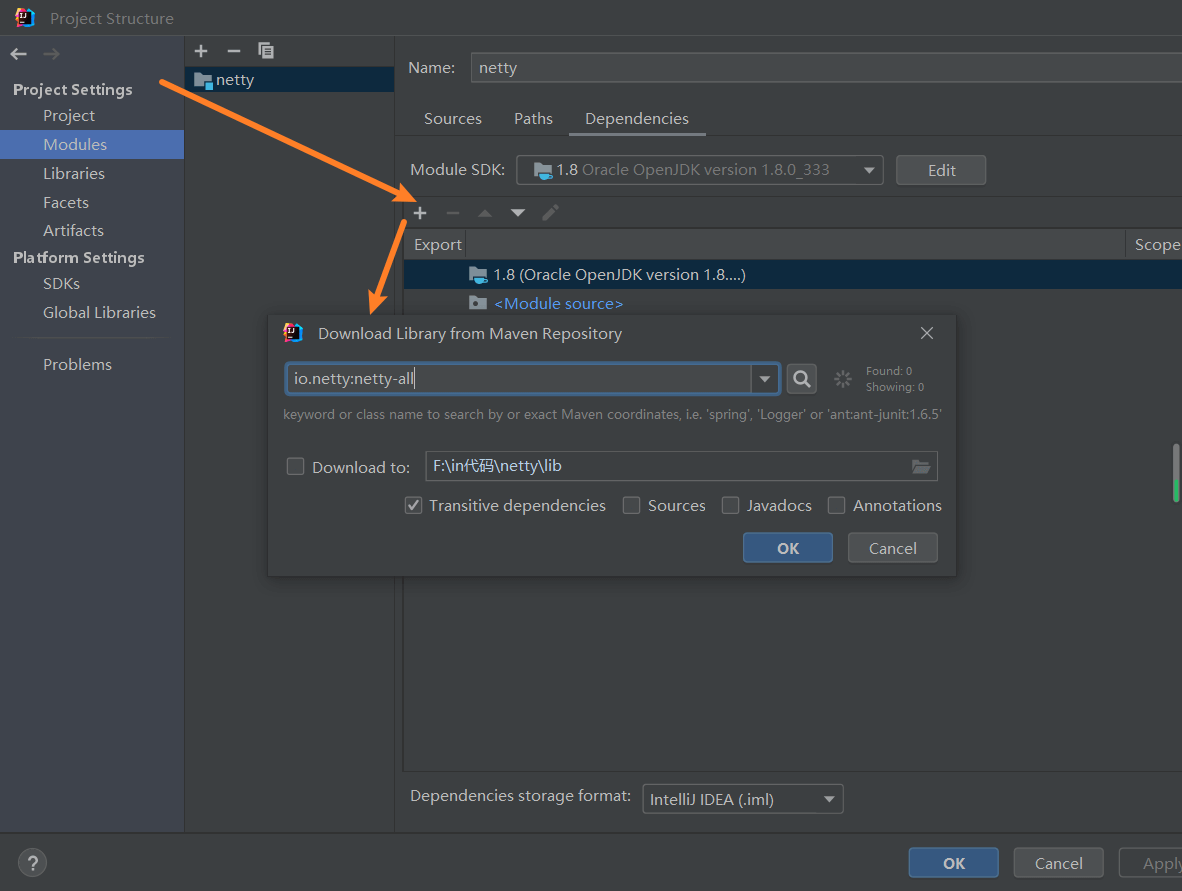 Project Structure
Project Settings
Project
Modules
Libraries
Facets
Artifacts
Platform Settings
SDKs
Global Libraries
Problems
netty
Name: netty
Sources Paths Dependencies
Module SDK: 1.8 Oracle OpenJDK version 1.8.0_333 Edit
Export Scope
1.8 (Oracle OpenJDK version 1.8....)
<Module source>
Download Library from Maven Repository
io.netty:netty-all
Found: 0
Showing: 0
keyword or class name to search by or exact Maven coordinates, i.e. 'spring', 'Logger' or 'ant:ant-junit:1.6.5'
Download to: F:\in代码\netty\lib
Transitive dependencies Sources Javadocs Annotations
OK Cancel
Dependencies storage format: IntelliJ IDEA (.iml)
? OK Cancel Apply